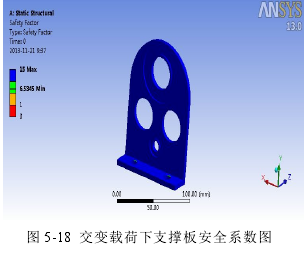 A: Static Structural
Safety Factor
Type: Safety Factor
Time: 0
2013-11-21 9:37
15 Max
6.5345 Min
1
0
ANSYS
13.0
0.00
100.00 (mm)
50.00
Y
X
Z
图 5-18 交变载荷下支撑板安全系数图